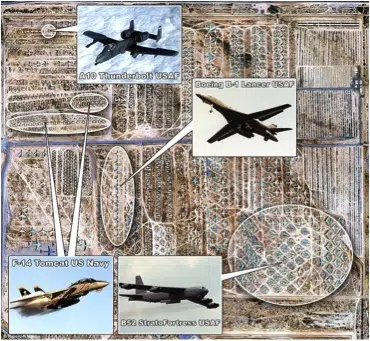 A10 Thunderbolt USAF
Boeing B-1 Lancer USAF
F-14 Tomcat US Navy
B52 StratoFortress USAF